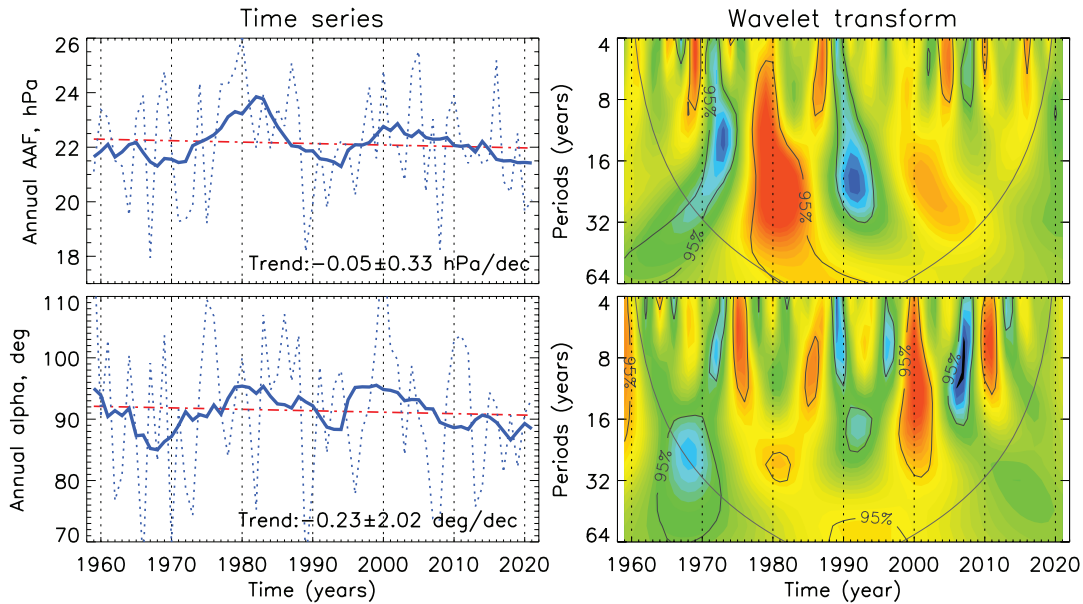 Time series
Wavelet transform
Annual AAF, hPa
26
24
22
20
18
Trend:−0.05±0.33 hPa/dec
Periods (years)
4
8
16
32
64
95%
95%
95%
95%
Annual alpha, deg
110
100
90
80
70
Trend:−0.23±2.02 deg/dec
1960 1970 1980 1990 2000 2010 2020
Time (years)
Periods (years)
4
8
16
32
64
95%
95%
95%
95%
95%
1960 1970 1980 1990 2000 2010 2020
Time (year)